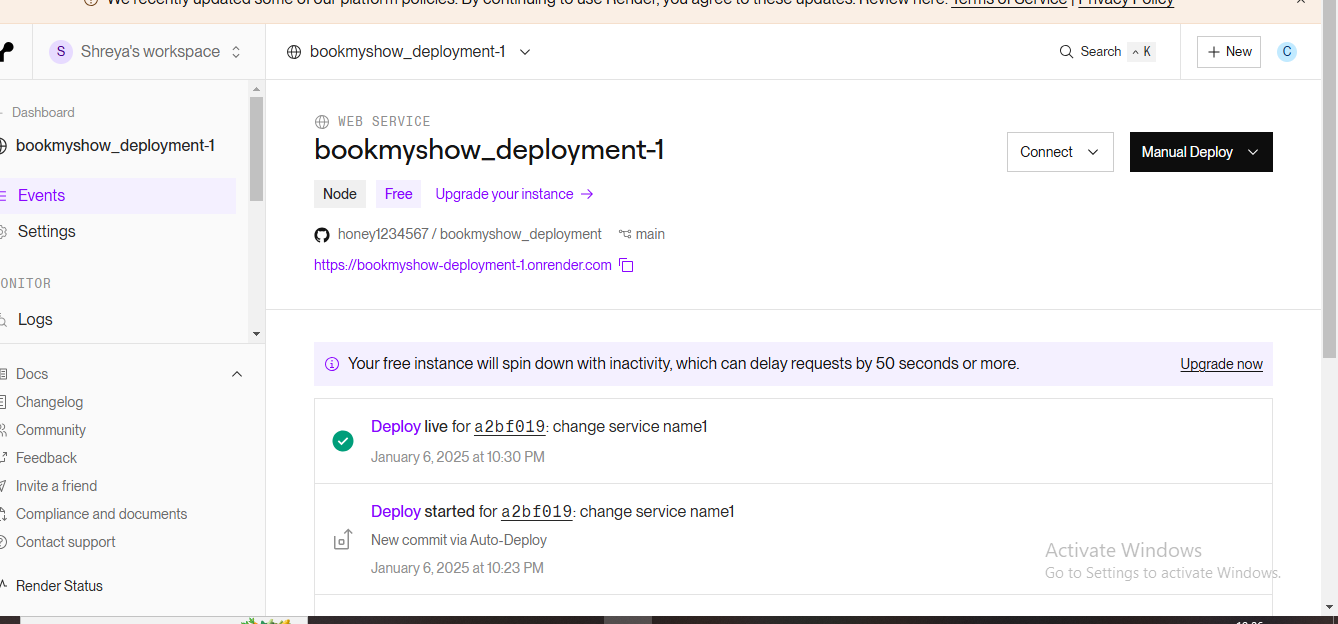 We recently updated some of our platform policies. By continuing to use Render, you agree to these updates. Review here: Terms of Service | Privacy Policy
S Shreya's workspace
bookmyshow_deployment-1
Search ^ K
+ New
C
Dashboard
bookmyshow_deployment-1
Events
Settings
ONITOR
Logs
Docs
Changelog
Community
Feedback
Invite a friend
Compliance and documents
Contact support
Render Status
WEB SERVICE
bookmyshow_deployment-1
Connect
Manual Deploy
Node Free Upgrade your instance →
honey1234567 / bookmyshow_deployment main
https://bookmyshow-deployment-1.onrender.com
Your free instance will spin down with inactivity, which can delay requests by 50 seconds or more. Upgrade now
Deploy live for a2bf019: change service name1
January 6, 2025 at 10:30 PM
Deploy started for a2bf019: change service name1
New commit via Auto-Deploy
January 6, 2025 at 10:23 PM
Activate Windows
Go to Settings to activate Windows.